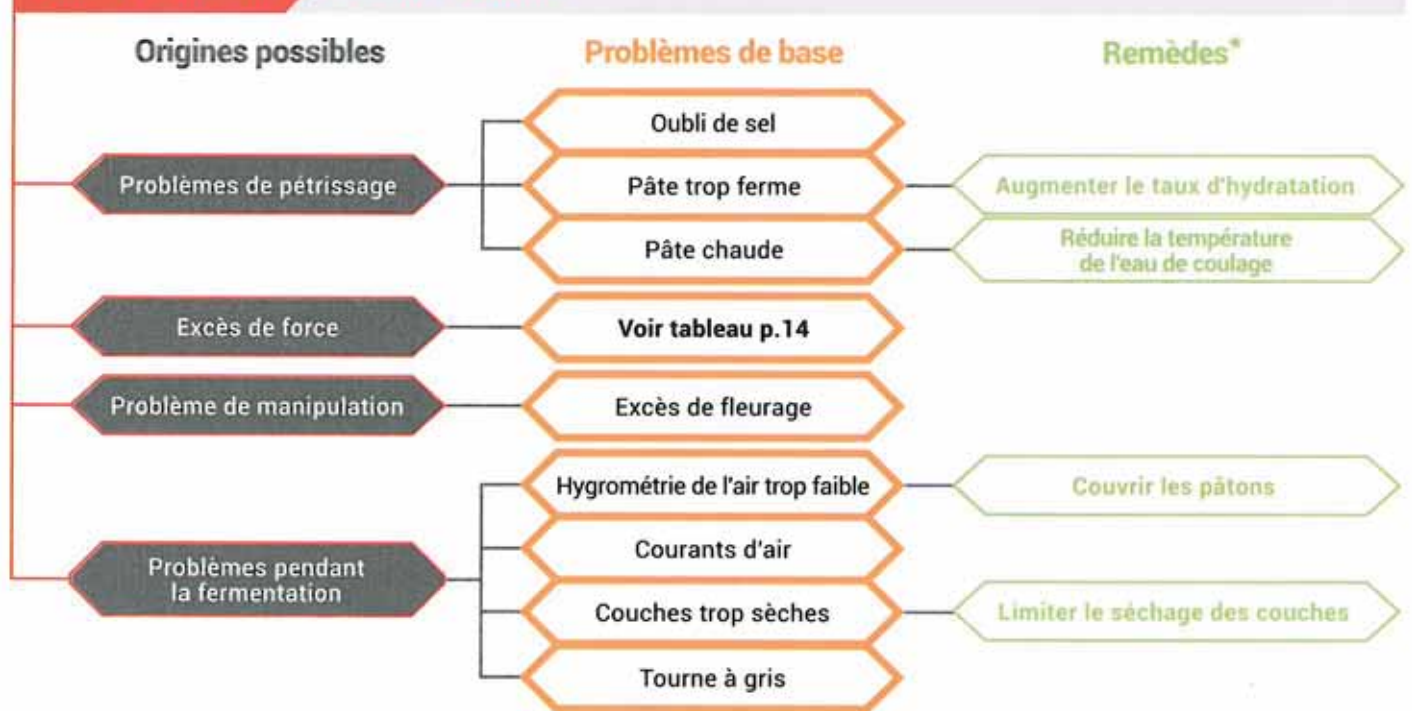 Origines possibles
Problèmes de base
Remèdes*
Problèmes de pétrissage
Oubli de sel
Pâte trop ferme
Augmenter le taux d'hydratation
Pâte chaude
Réduire la température
de l'eau de coulage
Excès de force
Voir tableau p.14
Problème de manipulation
Excès de fleurage
Problèmes pendant
la fermentation
Hygrométrie de l'air trop faible
Couvrir les pâtons
Courants d'air
Couches trop sèches
Limiter le séchage des couches
Tourne à gris